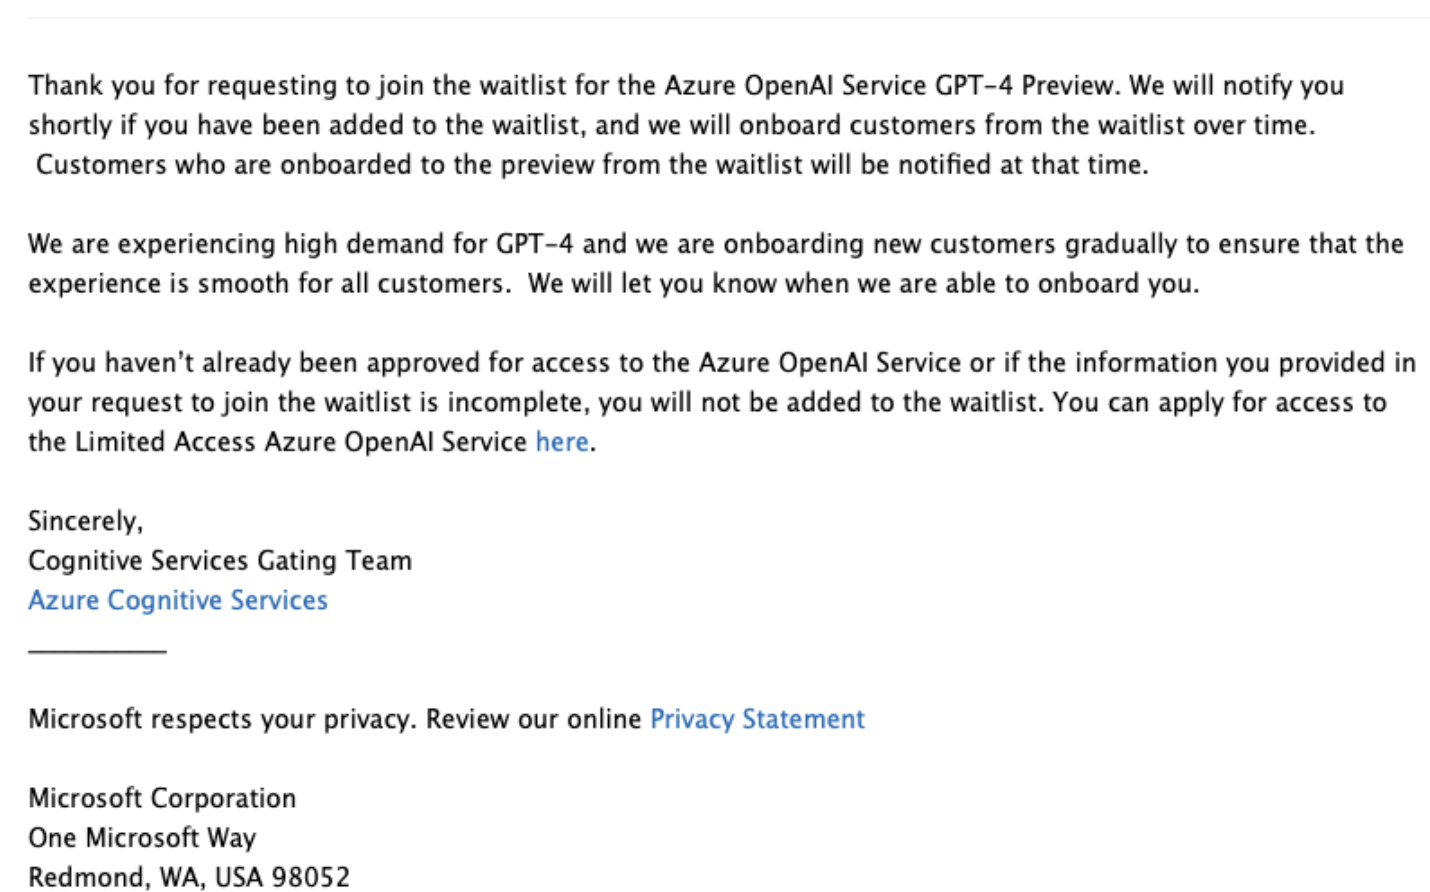 Thank you for requesting to join the waitlist for the Azure OpenAI Service GPT-4 Preview. We will notify you
shortly if you have been added to the waitlist, and we will onboard customers from the waitlist over time.
Customers who are onboarded to the preview from the waitlist will be notified at that time.
We are experiencing high demand for GPT-4 and we are onboarding new customers gradually to ensure that the
experience is smooth for all customers.  We will let you know when we are able to onboard you.
If you haven’t already been approved for access to the Azure OpenAI Service or if the information you provided in
your request to join the waitlist is incomplete, you will not be added to the waitlist. You can apply for access to
the Limited Access Azure OpenAI Service here.
Sincerely,
Cognitive Services Gating Team
Azure Cognitive Services
___________
Microsoft respects your privacy. Review our online Privacy Statement
Microsoft Corporation
One Microsoft Way
Redmond, WA, USA 98052